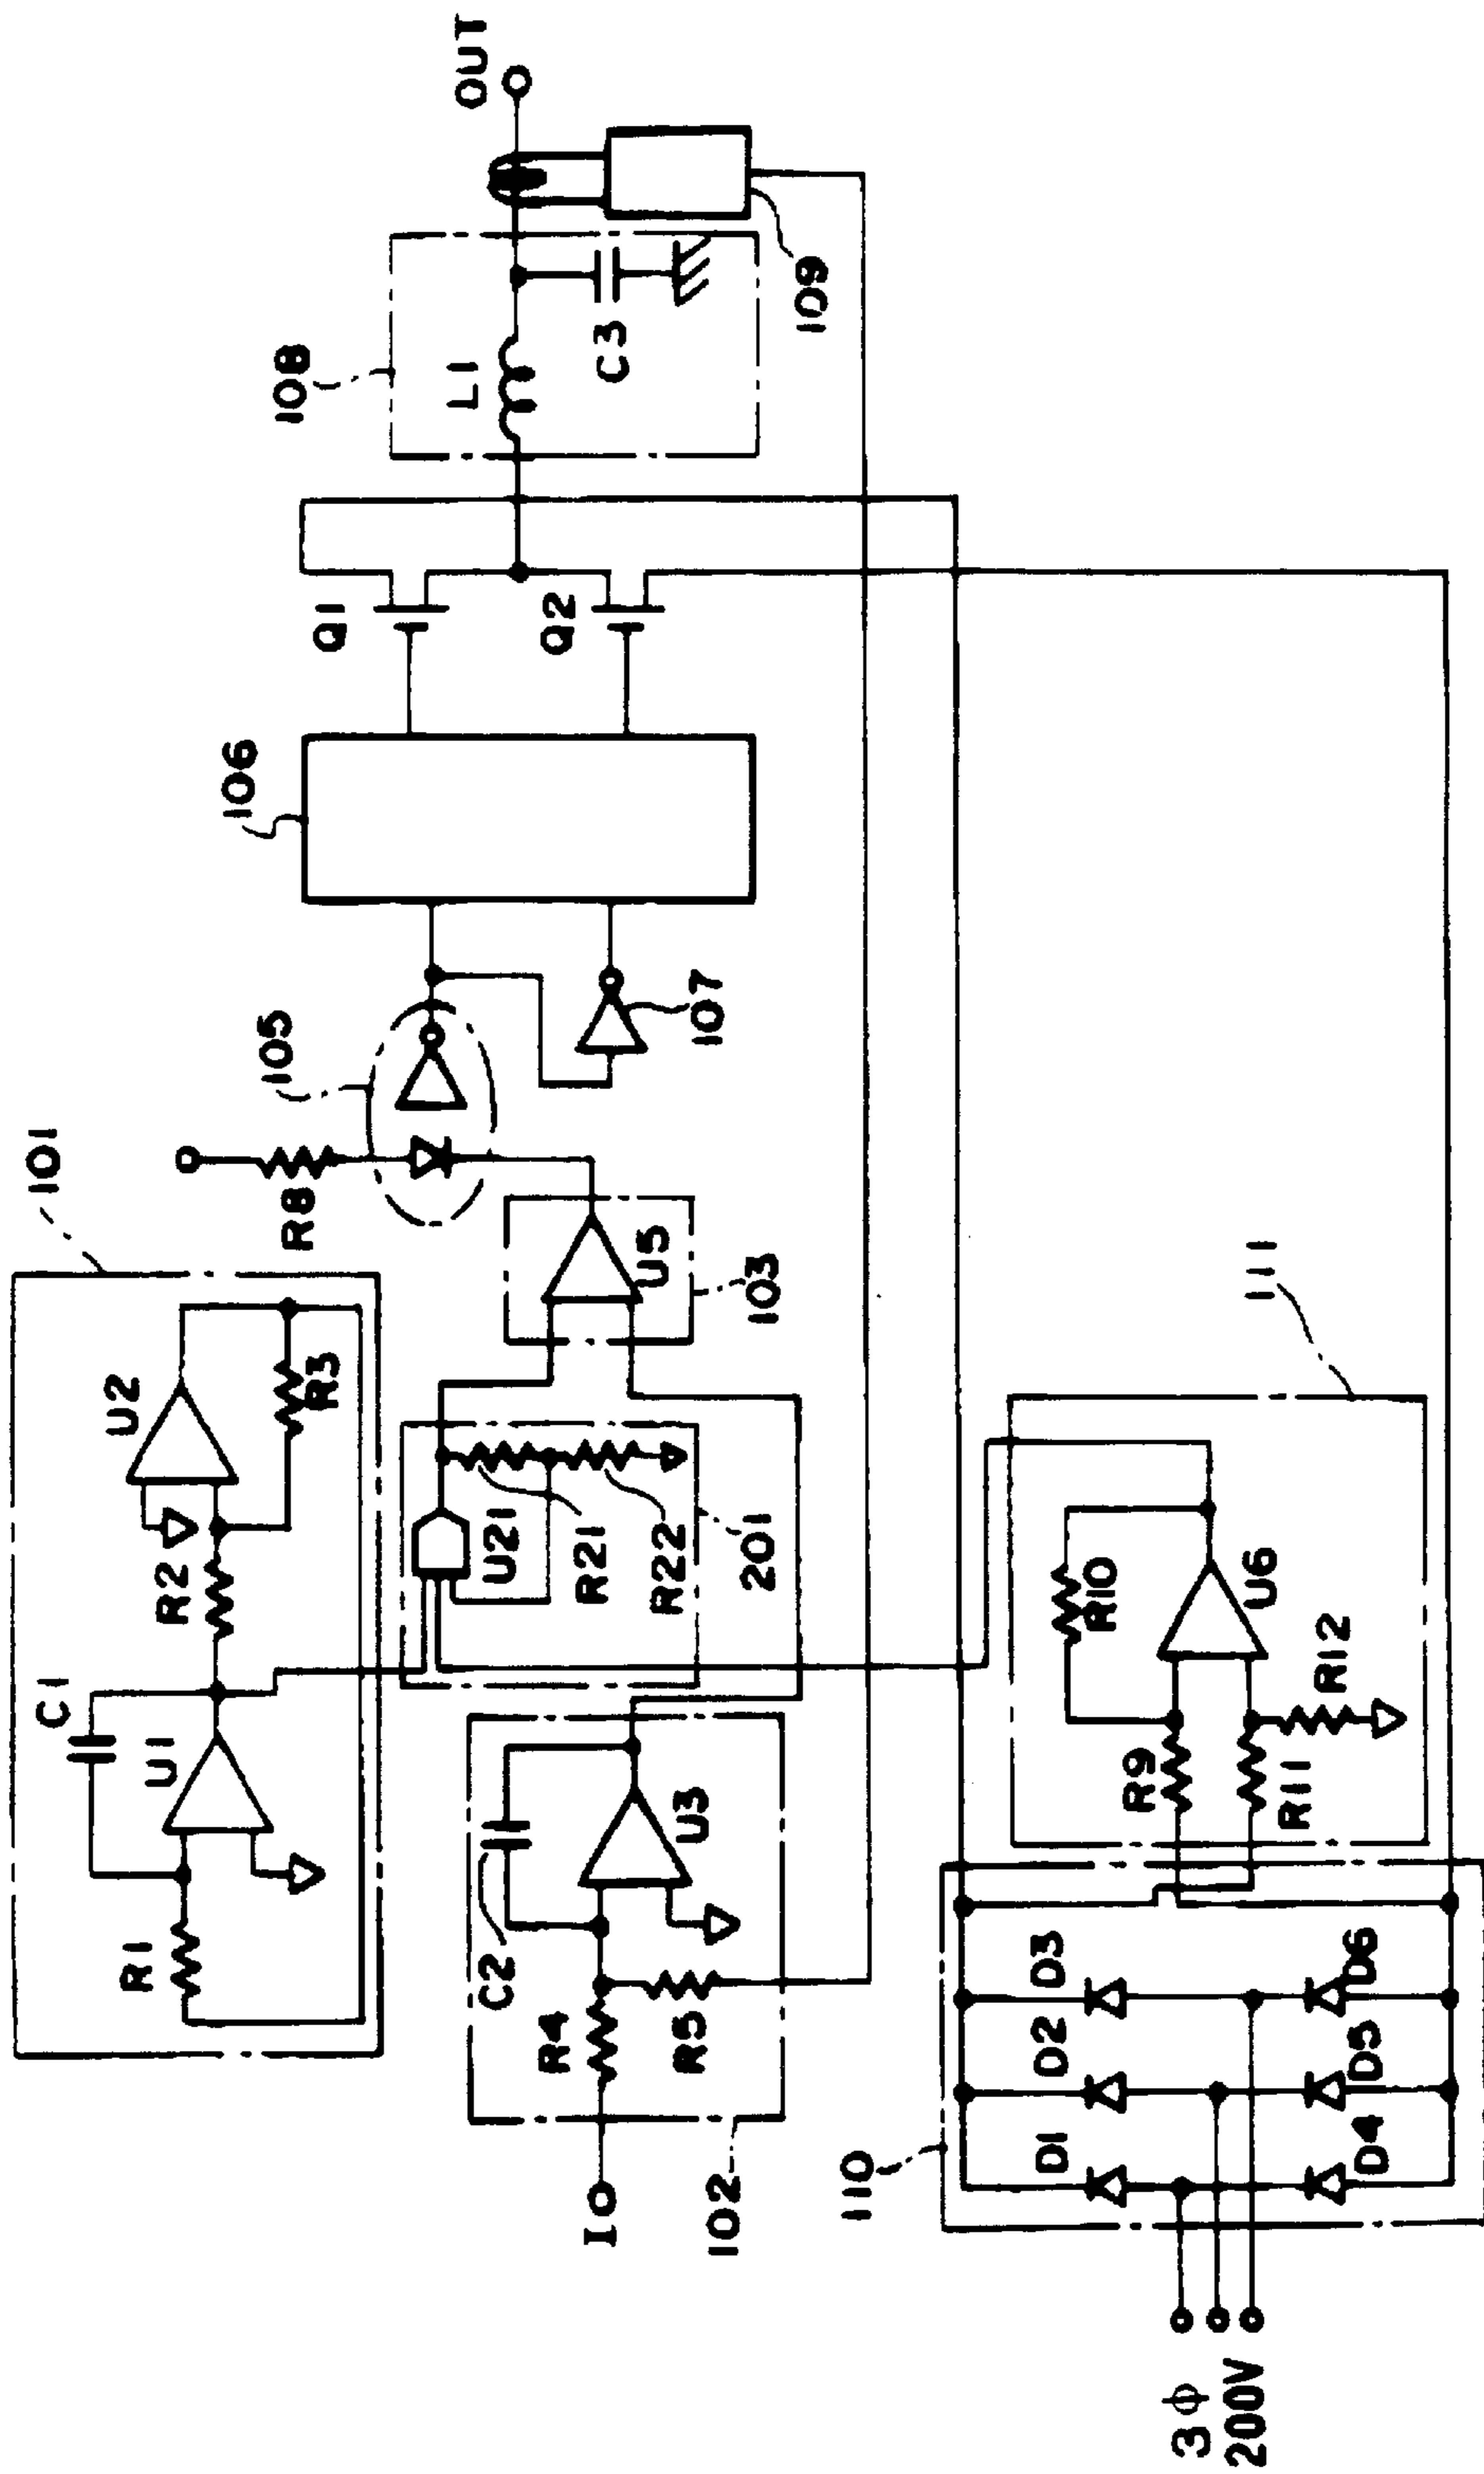 101
R1
C1
U1
R2
U2
R3
R8
105
106
107
Q1
Q2
108
L1
C3
OUT
109
IO
102
R4
R5
C2
U3
U21
R21
R22
201
U5
103
3Φ
200V
110
D1
D2
D3
D4
D5
D6
R9
R11
R10
R12
U6
111